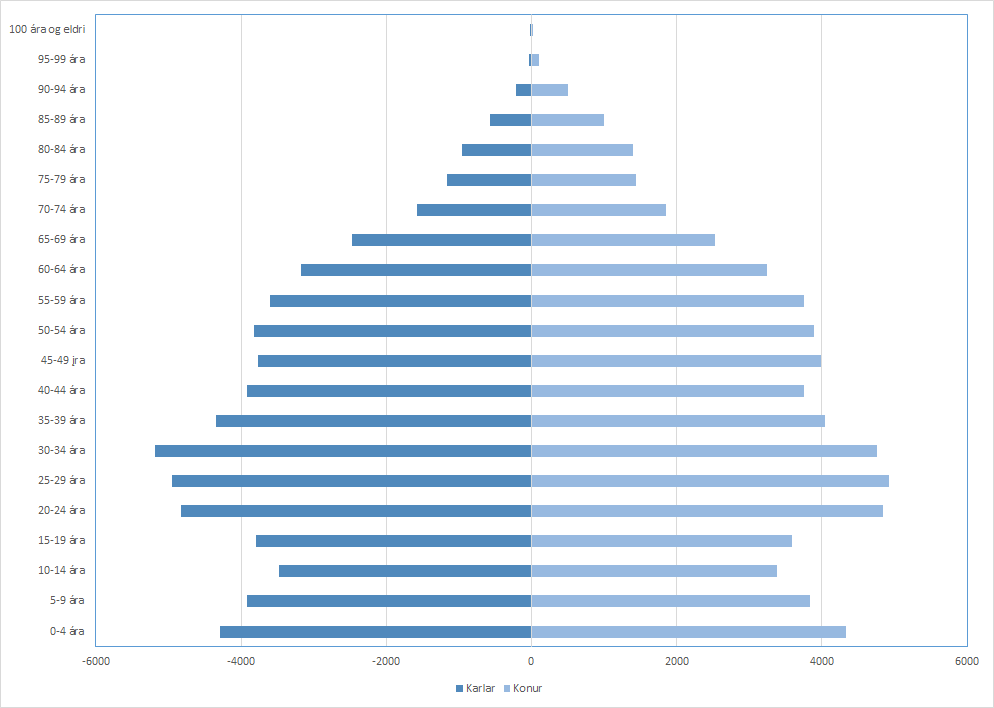 100 ára og eldri
95-99 ára
90-94 ára
85-89 ára
80-84 ára
75-79 ára
70-74 ára
65-69 ára
60-64 ára
55-59 ára
50-54 ára
45-49 jra
40-44 ára
35-39 ára
30-34 ára
25-29 ára
20-24 ára
15-19 ára
10-14 ára
5-9 ára
0-4 ára
-6000 -4000 -2000 0 2000 4000 6000
Karlar Konur